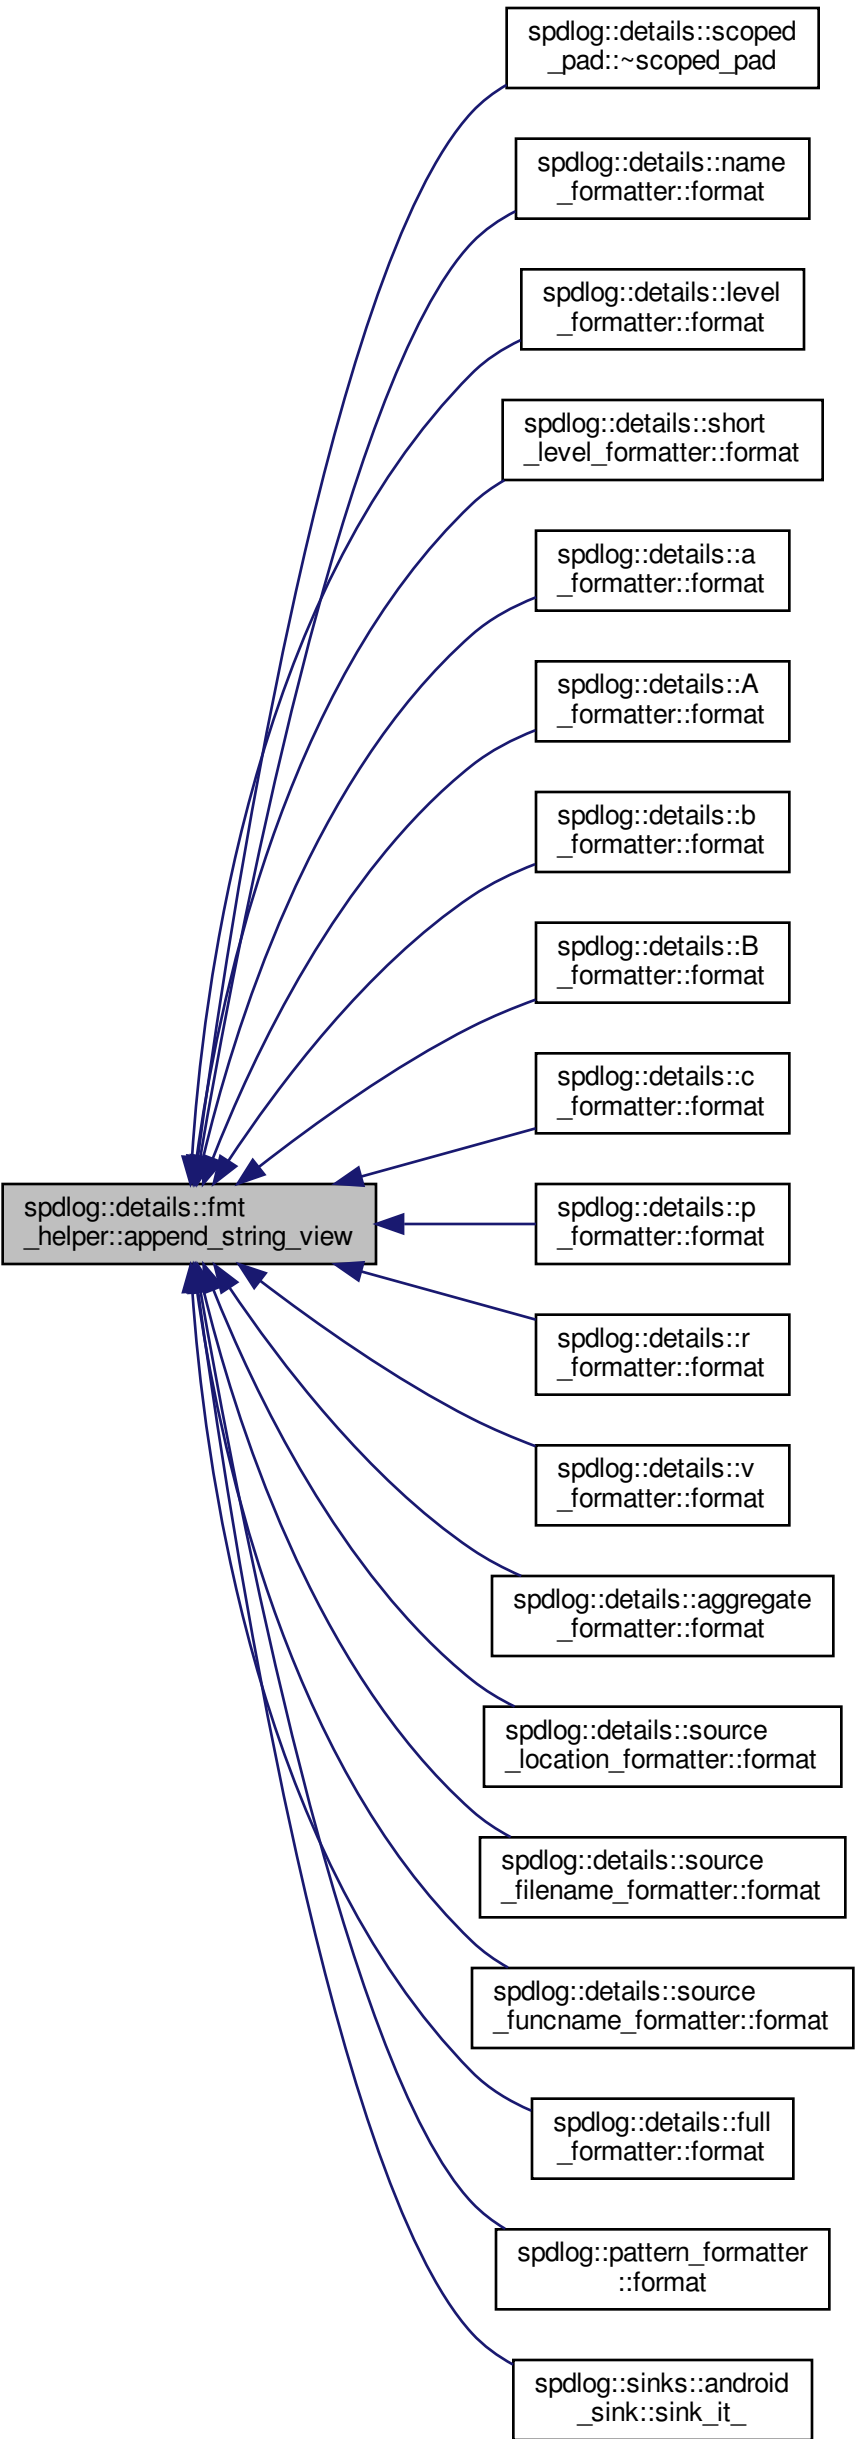 spdlog::details::scoped
_pad::~scoped_pad
spdlog::details::name
_formatter::format
spdlog::details::level
_formatter::format
spdlog::details::short
_level_formatter::format
spdlog::details::a
_formatter::format
spdlog::details::A
_formatter::format
spdlog::details::b
_formatter::format
spdlog::details::B
_formatter::format
spdlog::details::c
_formatter::format
spdlog::details::fmt
_helper::append_string_view
spdlog::details::p
_formatter::format
spdlog::details::r
_formatter::format
spdlog::details::v
_formatter::format
spdlog::details::aggregate
_formatter::format
spdlog::details::source
_location_formatter::format
spdlog::details::source
_filename_formatter::format
spdlog::details::source
_funcname_formatter::format
spdlog::details::full
_formatter::format
spdlog::pattern_formatter
::format
spdlog::sinks::android
_sink::sink_it_